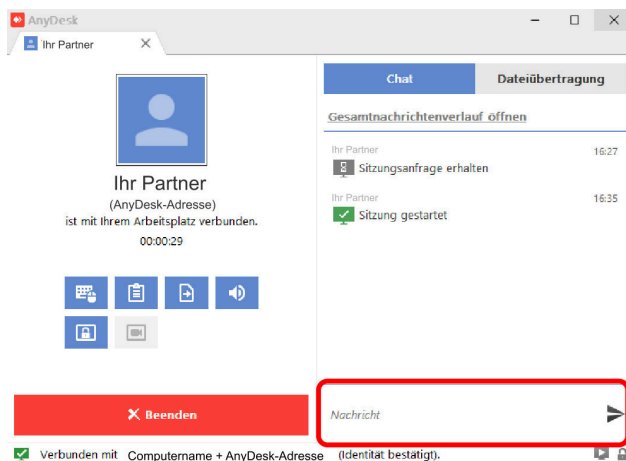 AnyDesk
Ihr Partner
Ihr Partner
(AnyDesk-Adresse)
ist mit Ihrem Arbeitsplatz verbunden.
00:00:29
Beenden
Chat
Dateiübertragung
Gesamtnachrichtenverlauf öffnen
Ihr Partner 16:27
Sitzungsanfrage erhalten
Ihr Partner 16:35
Sitzung gestartet
Nachricht
Verbunden mit Computername + AnyDesk-Adresse (Identität bestätigt).